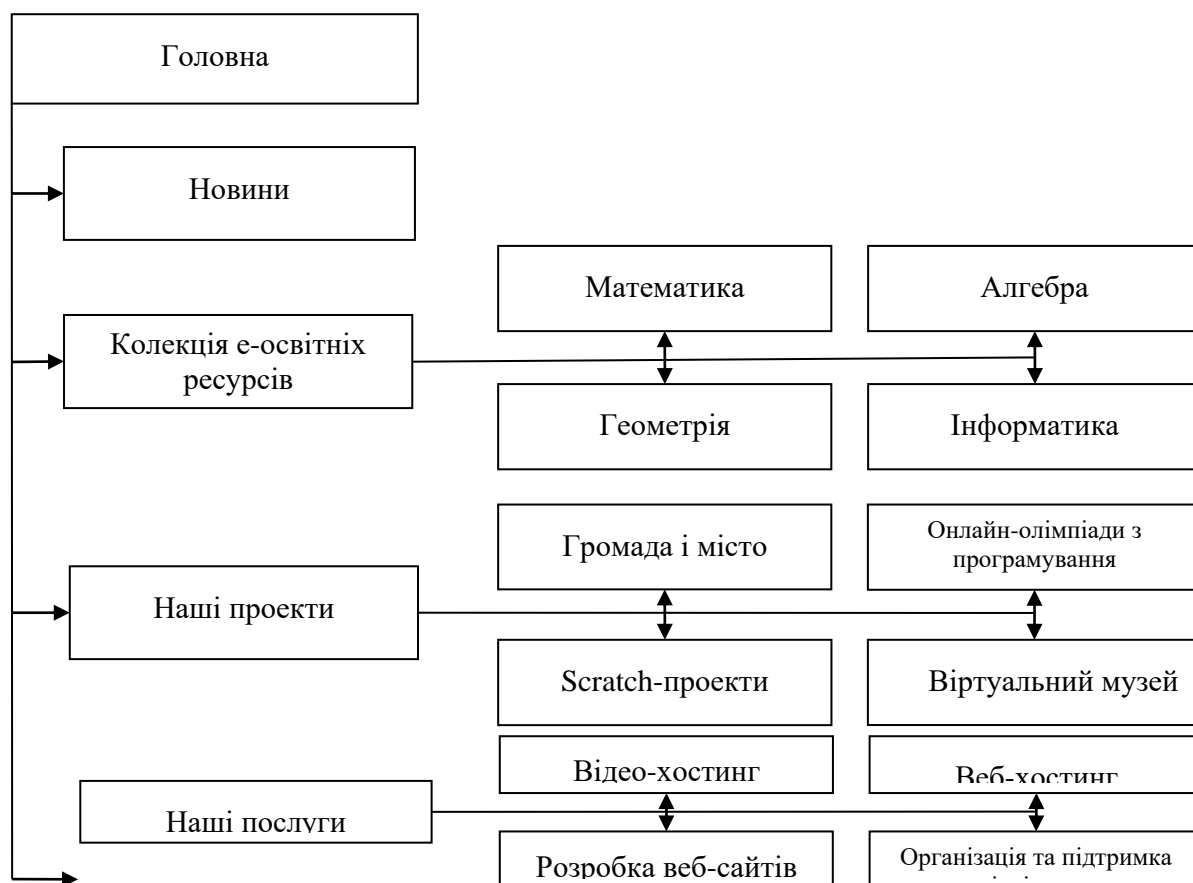 Головна
Новини
Математика
Алгебра
Колекція е-освітніх
ресурсів
Геометрія
Інформатика
Громада і місто
Онлайн-олімпіади з
програмування
Наші проекти
Scratch-проекти
Віртуальний музей
Відео-хостинг
Веб-хостинг
Наші послуги
Розробка веб-сайтів
Організація та підтримка